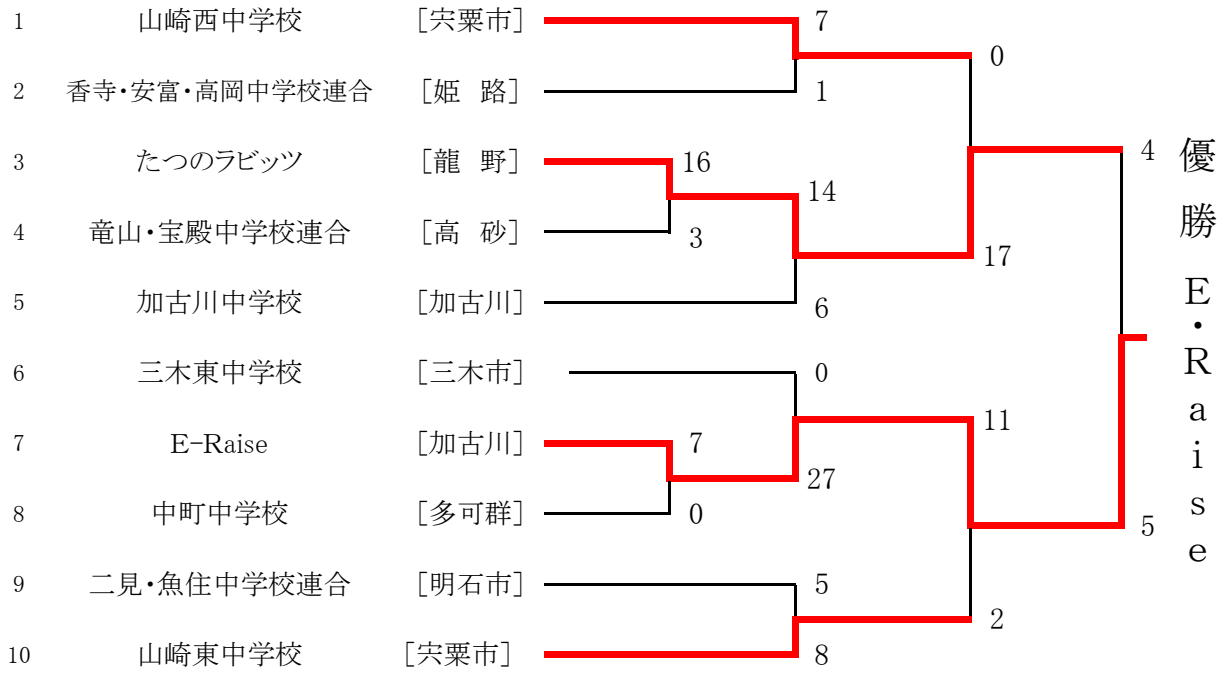 1 山崎西中学校 [宍粟市] 7
0
2 香寺・安富・高岡中学校連合 [姫 路] 1
4
3 たつのラビッツ [龍 野] 16
14
4 竜山・宝殿中学校連合 [高 砂] 3
17
5 加古川中学校 [加古川] 6
6 三木東中学校 [三木市] 0
11
7 E-Raise [加古川] 7
27
8 中町中学校 [多可群] 0
5
9 二見・魚住中学校連合 [明石市] 5
2
10 山崎東中学校 [宍粟市] 8
優勝 E・Raise